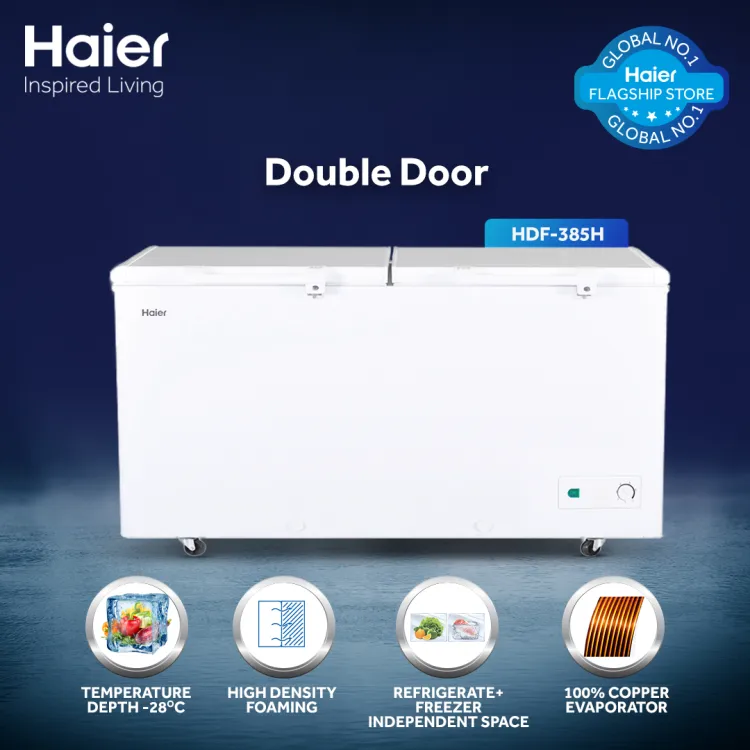 Haier
Inspired Living
GLOBAL NO.1
Haier
FLAGSHIP STORE
GLOBAL NO.1
Double Door
HDF-385H
Haier
TEMPERATURE
DEPTH -28°C
HIGH DENSITY
FOAMING
REFRIGERATE+
FREEZER
INDEPENDENT SPACE
100% COPPER
EVAPORATOR